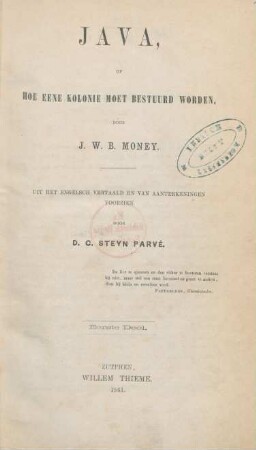 JAVA,
OF
HOE EENE KOLONIE MOET BESTUURD WORDEN,
DOOR
J. W. B. MONEY.
UIT HET ENGELSCH VERTAALD EN VAN AANTEEKENINGEN
VOORZIEN
DOOR
D. C. STEYN PARVÉ.
Eerste Deel.
ZUTPHEN,
WILLEM THIEME.
1861.